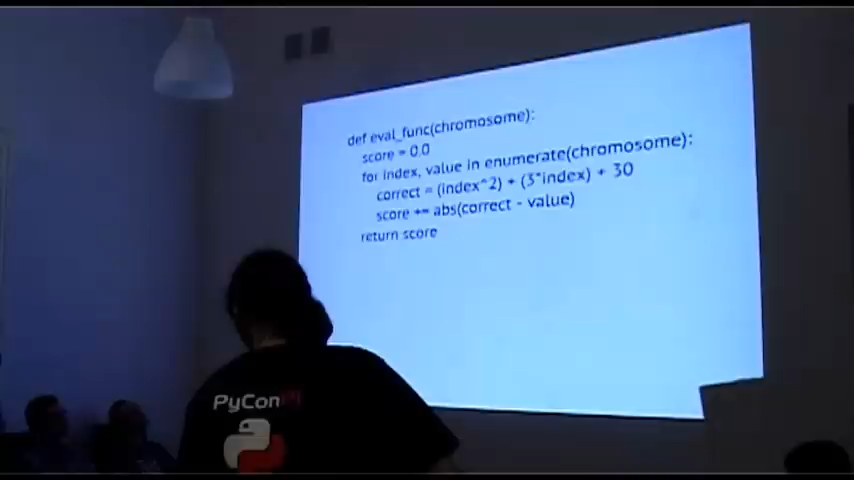 def eval_func(chromosome):
score = 0.0
for index, value in enumerate(chromosome):
correct = (index^2) + (3*index) + 30
score += abs(correct - value)
return score
PyConPl